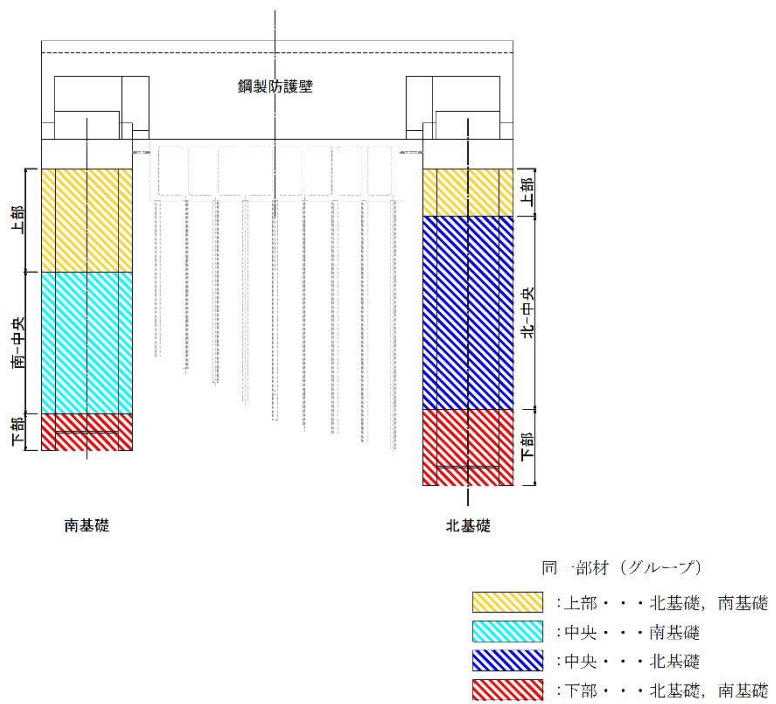 鋼製防護壁
上部
南-中央
下部
上部
北-中央
下部
南基礎
北基礎
同一部材(グループ)
:上部・・・北基礎,南基礎
:中央・・・南基礎
:中央・・・北基礎
:下部・・・北基礎,南基礎